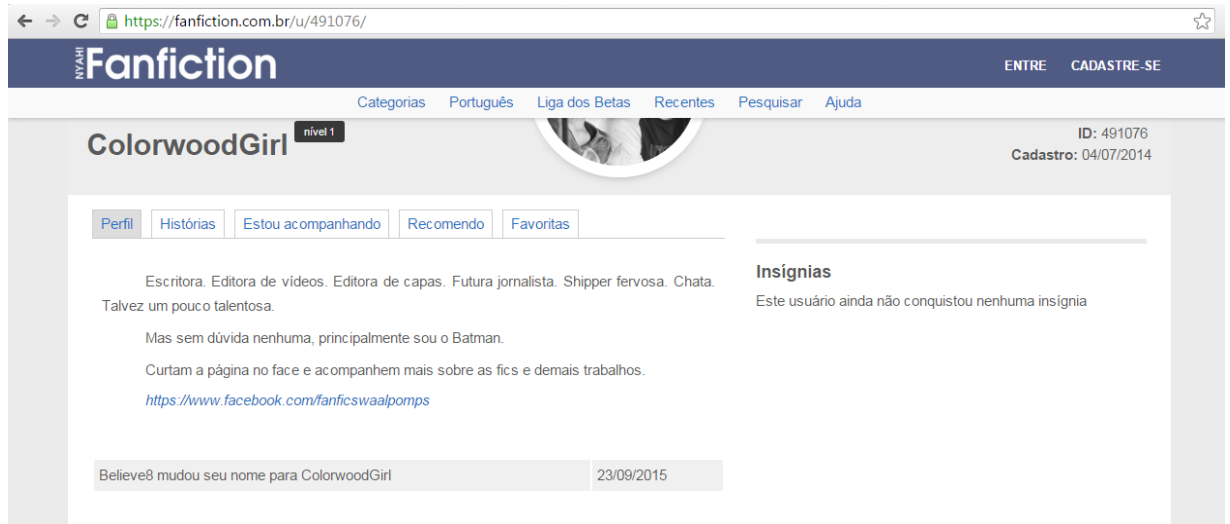 https://fanfiction.com.br/u/491076/
NYAH! Fanfiction
ENTRE CADASTRE-SE
Categorias Português Liga dos Betas Recentes Pesquisar Ajuda
ColorwoodGirl nível 1
ID: 491076
Cadastro: 04/07/2014
Perfil Histórias Estou acompanhando Recomendo Favoritas
Escritora. Editora de vídeos. Editora de capas. Futura jornalista. Shipper fervosa. Chata.
Talvez um pouco talentosa.
Mas sem dúvida nenhuma, principalmente sou o Batman.
Curtam a página no face e acompanhem mais sobre as fics e demais trabalhos.
https://www.facebook.com/fanficswaalpomps
Believe8 mudou seu nome para ColorwoodGirl 23/09/2015
Insígnias
Este usuário ainda não conquistou nenhuma insígnia